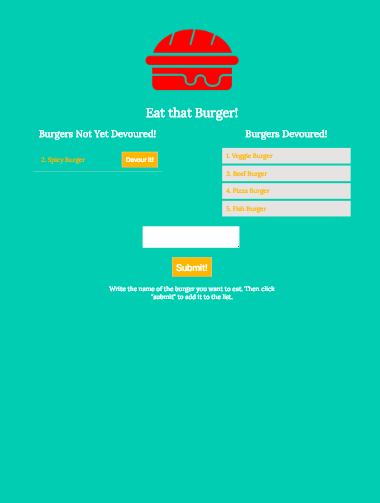 Eat that Burger!
Burgers Not Yet Devoured!
2. Spicy Burger
Devour It!
Burgers Devoured!
1. Veggie Burger
3. Beef Burger
4. Pizza Burger
5. Fish Burger
Submit!
Write the name of the burger you want to eat. Then click
"submit" to add it to the list.